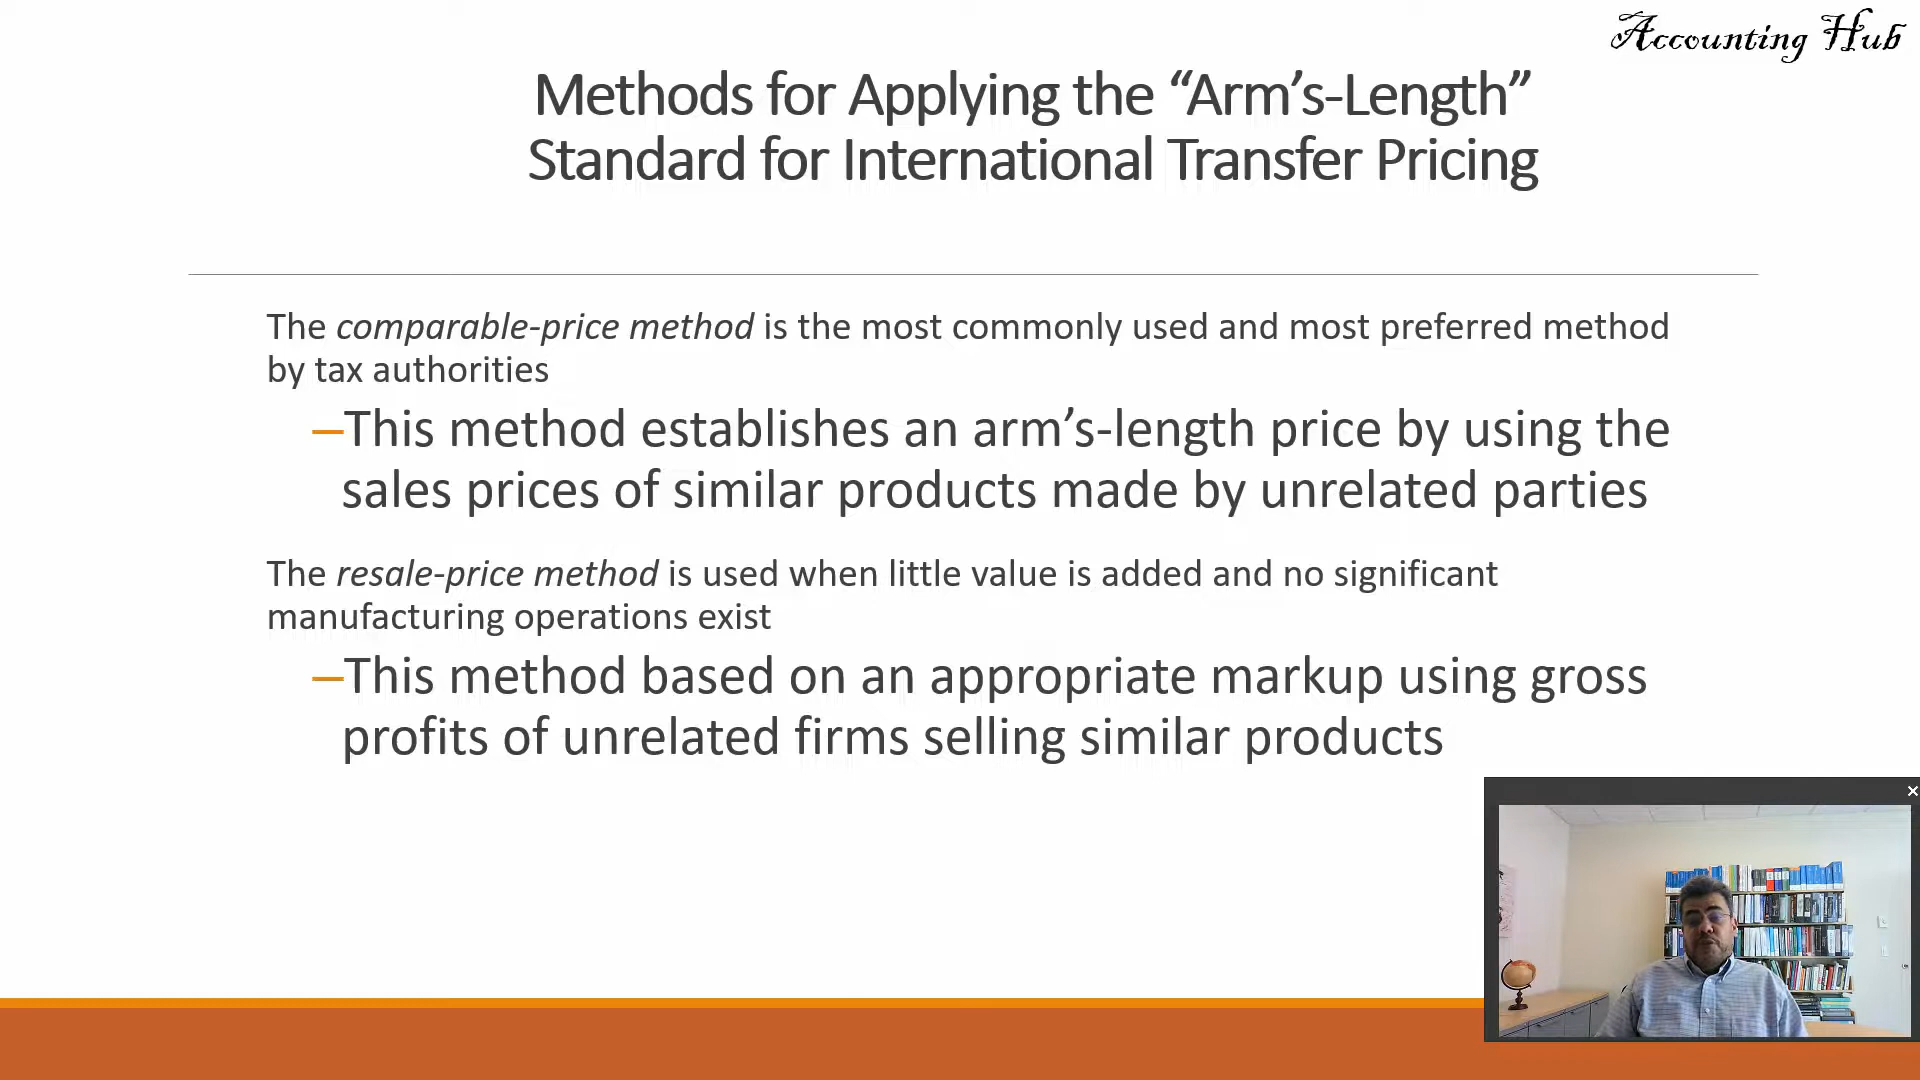 Accounting Hub
Methods for Applying the “Arm’s-Length”
Standard for International Transfer Pricing
The comparable-price method is the most commonly used and most preferred method
by tax authorities
–This method establishes an arm’s-length price by using the
sales prices of similar products made by unrelated parties
The resale-price method is used when little value is added and no significant
manufacturing operations exist
–This method based on an appropriate markup using gross
profits of unrelated firms selling similar products